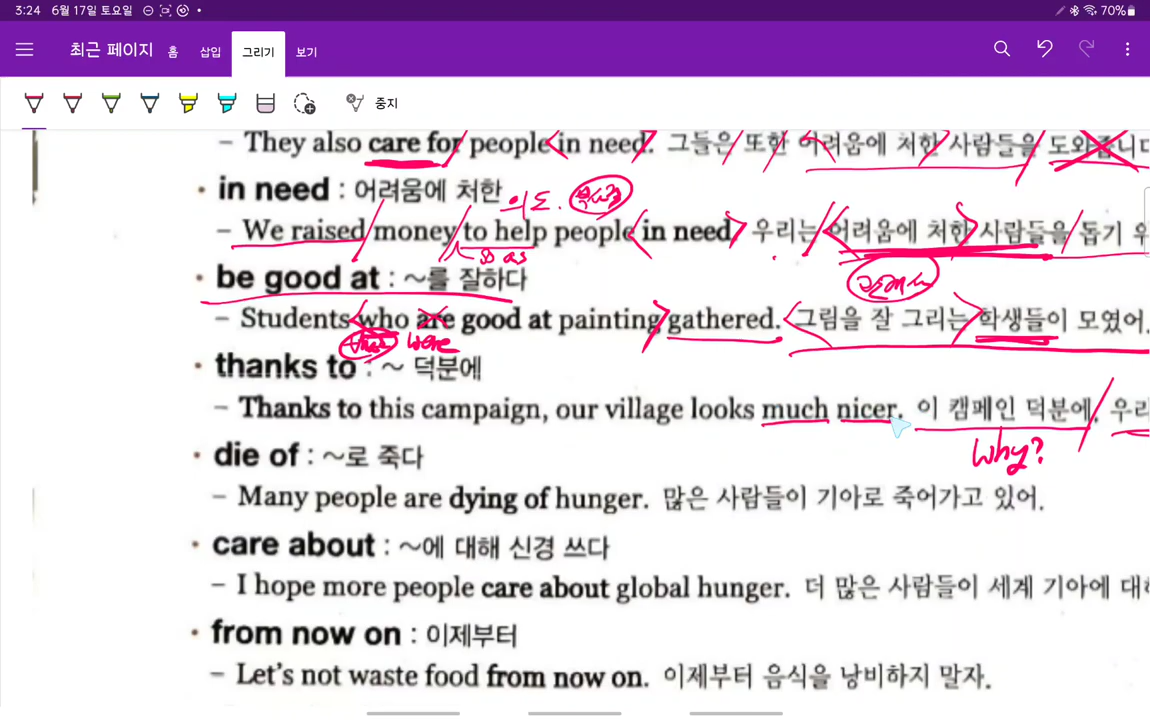 3:24 6월 17일 토요일 70%
최근 페이지 홈 삽입 그리기 보기
중지
– They also care for people in need. 그들은 또한 어려움에 처한 사람들을 도와줍니다
• in need : 어려움에 처한
의도. 부사적
– We raised money to help people in need. 우리는 어려움에 처한 사람들을 돕기
so as
• be good at : ~를 잘하다
관계사
– Students who are good at painting gathered. 그림을 잘 그리는 학생들이 모였어.
that were
• thanks to : ~ 덕분에
– Thanks to this campaign, our village looks much nicer. 이 캠페인 덕분에, 우리
why?
• die of : ~로 죽다
– Many people are dying of hunger. 많은 사람들이 기아로 죽어가고 있어.
• care about : ~에 대해 신경 쓰다
– I hope more people care about global hunger. 더 많은 사람들이 세계 기아에 대해
• from now on : 이제부터
– Let's not waste food from now on. 이제부터 음식을 낭비하지 말자.